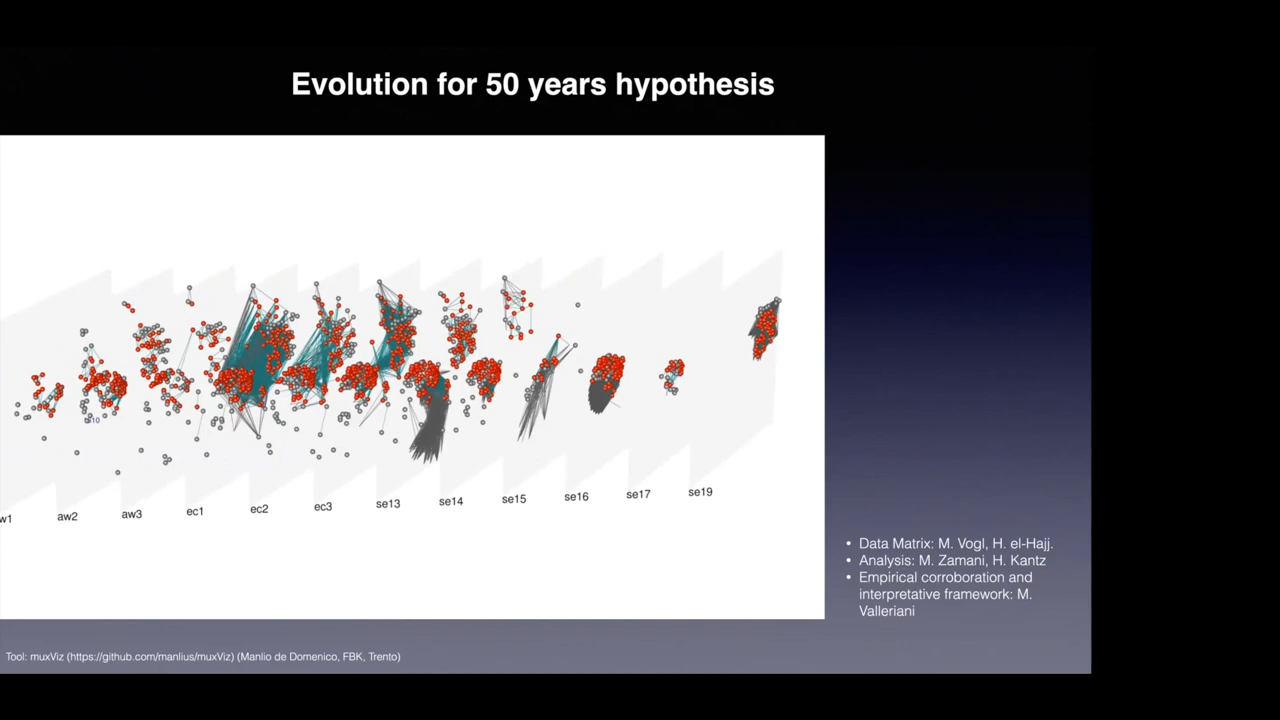 Evolution for 50 years hypothesis
w1
aw2
aw3
ec1
ec2
ec3
se13
se14
se15
se16
se17
se19
• Data Matrix: M. Vogl, H. el-Hajj.
• Analysis: M. Zamani, H. Kantz
• Empirical corroboration and
interpretative framework: M.
Valleriani
Tool: muxViz (https://github.com/manlius/muxViz) (Manlio de Domenico, FBK, Trento)